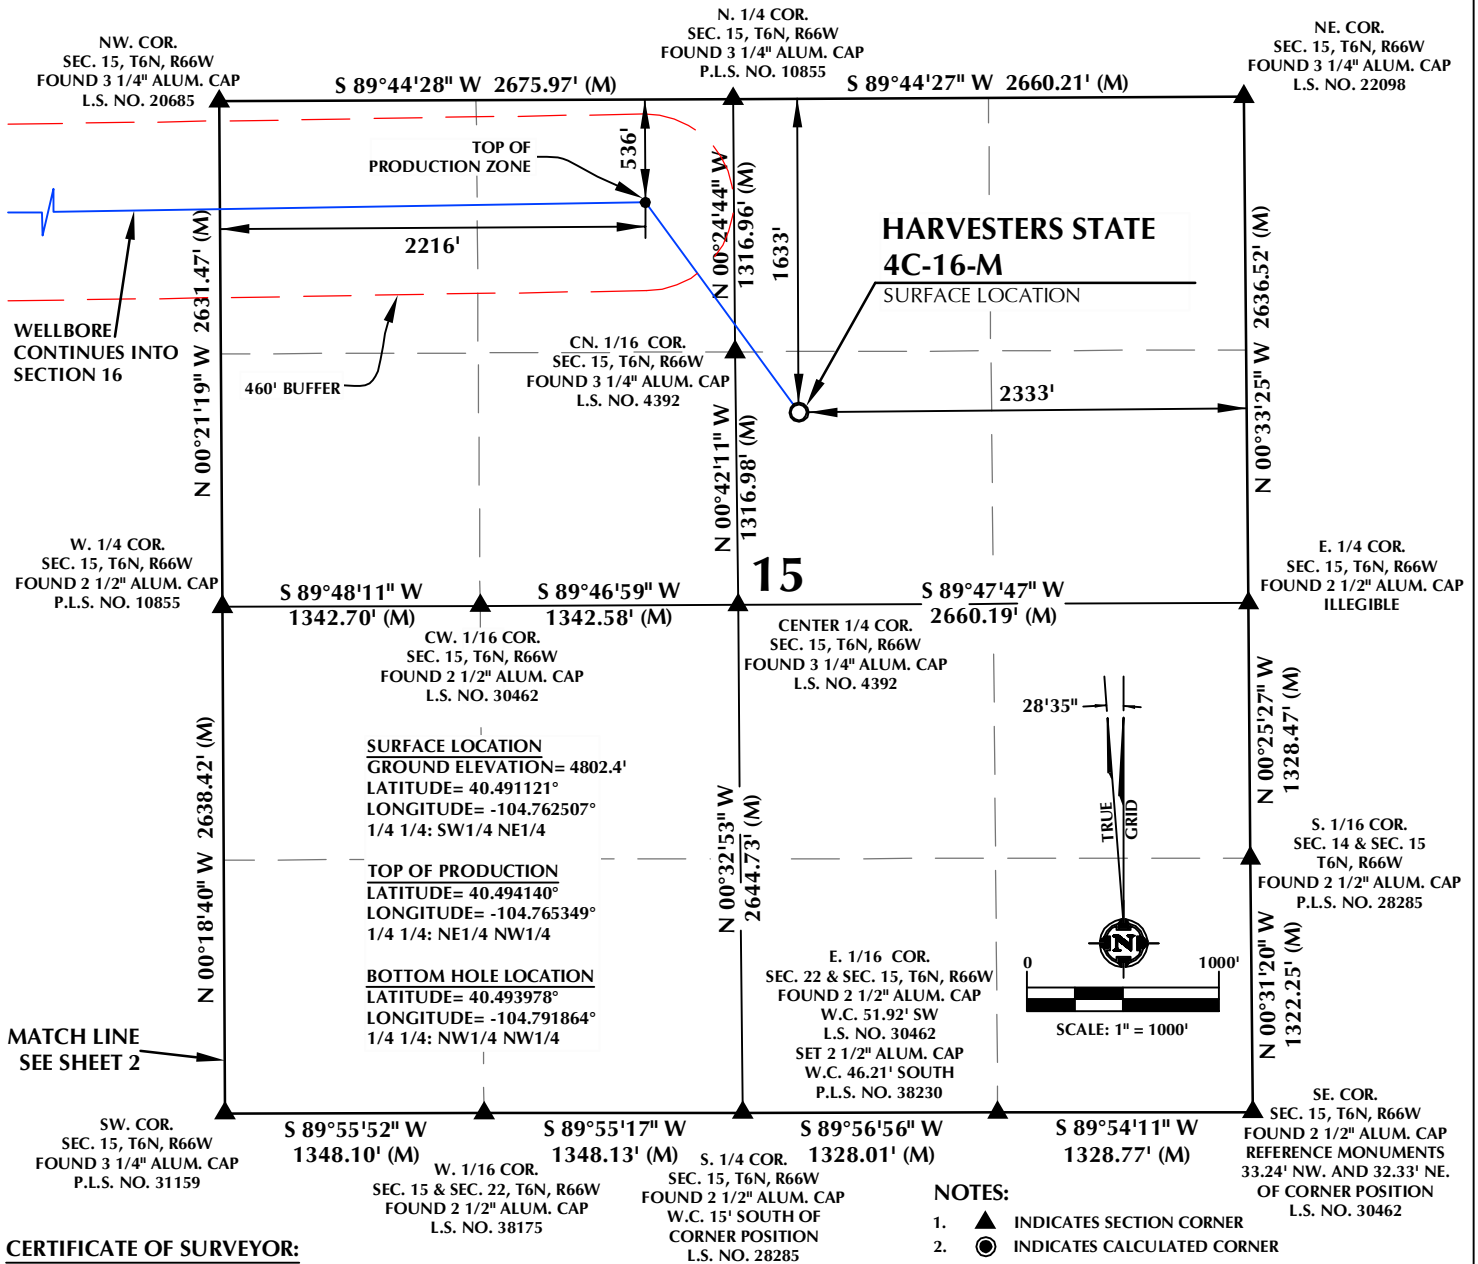 N. 1/4 COR.
SEC. 15, T6N, R66W
FOUND 3 1/4" ALUM. CAP
P.L.S. NO. 10855
NW. COR.
SEC. 15, T6N, R66W
FOUND 3 1/4" ALUM. CAP
L.S. NO. 20685
NE. COR.
SEC. 15, T6N, R66W
FOUND 3 1/4" ALUM. CAP
L.S. NO. 22098
S 89°44'28" W 2675.97' (M)
S 89°44'27" W 2660.21' (M)
TOP OF
PRODUCTION ZONE
536'
2216'
N 00°24'44" W
1316.96' (M)
1633'
HARVESTERS STATE
4C-16-M
SURFACE LOCATION
N 00°21'19" W 2631.47' (M)
N 00°33'25" W 2636.52' (M)
WELLBORE
CONTINUES INTO
SECTION 16
460' BUFFER
CN. 1/16 COR.
SEC. 15, T6N, R66W
FOUND 3 1/4" ALUM. CAP
L.S. NO. 4392
2333'
N 00°42'11" W
1316.98' (M)
W. 1/4 COR.
SEC. 15, T6N, R66W
FOUND 2 1/2" ALUM. CAP
P.L.S. NO. 10855
E. 1/4 COR.
SEC. 15, T6N, R66W
FOUND 2 1/2" ALUM. CAP
ILLEGIBLE
15
S 89°48'11" W
1342.70' (M)
S 89°46'59" W
1342.58' (M)
S 89°47'47" W
2660.19' (M)
CW. 1/16 COR.
SEC. 15, T6N, R66W
FOUND 2 1/2" ALUM. CAP
L.S. NO. 30462
CENTER 1/4 COR.
SEC. 15, T6N, R66W
FOUND 3 1/4" ALUM. CAP
L.S. NO. 4392
28'35"
TRUE
GRID
N
N 00°25'27" W
1328.47' (M)
N 00°18'40" W 2638.42' (M)
SURFACE LOCATION
GROUND ELEVATION= 4802.4'
LATITUDE= 40.491121°
LONGITUDE= -104.762507°
1/4 1/4: SW1/4 NE1/4
TOP OF PRODUCTION
LATITUDE= 40.494140°
LONGITUDE= -104.765349°
1/4 1/4: NE1/4 NW1/4
BOTTOM HOLE LOCATION
LATITUDE= 40.493978°
LONGITUDE= -104.791864°
1/4 1/4: NW1/4 NW1/4
N 00°32'53" W
2644.73' (M)
S. 1/16 COR.
SEC. 14 & SEC. 15
T6N, R66W
FOUND 2 1/2" ALUM. CAP
P.L.S. NO. 28285
E. 1/16 COR.
SEC. 22 & SEC. 15, T6N, R66W
FOUND 2 1/2" ALUM. CAP
W.C. 51.92' SW
L.S. NO. 30462
SET 2 1/2" ALUM. CAP
W.C. 46.21' SOUTH
P.L.S. NO. 38230
0 1000'
SCALE: 1" = 1000'
N 00°31'20" W
1322.25' (M)
MATCH LINE
SEE SHEET 2
SW. COR.
SEC. 15, T6N, R66W
FOUND 3 1/4" ALUM. CAP
P.L.S. NO. 31159
S 89°55'52" W
1348.10' (M)
S 89°55'17" W
1348.13' (M)
S 89°56'56" W
1328.01' (M)
S 89°54'11" W
1328.77' (M)
SE. COR.
SEC. 15, T6N, R66W
FOUND 2 1/2" ALUM. CAP
REFERENCE MONUMENTS
33.24' NW. AND 32.33' NE.
OF CORNER POSITION
L.S. NO. 30462
W. 1/16 COR.
SEC. 15 & SEC. 22, T6N, R66W
FOUND 2 1/2" ALUM. CAP
L.S. NO. 38175
S. 1/4 COR.
SEC. 15, T6N, R66W
FOUND 2 1/2" ALUM. CAP
W.C. 15' SOUTH OF
CORNER POSITION
L.S. NO. 28285
NOTES:
1. INDICATES SECTION CORNER
2. INDICATES CALCULATED CORNER
CERTIFICATE OF SURVEYOR: